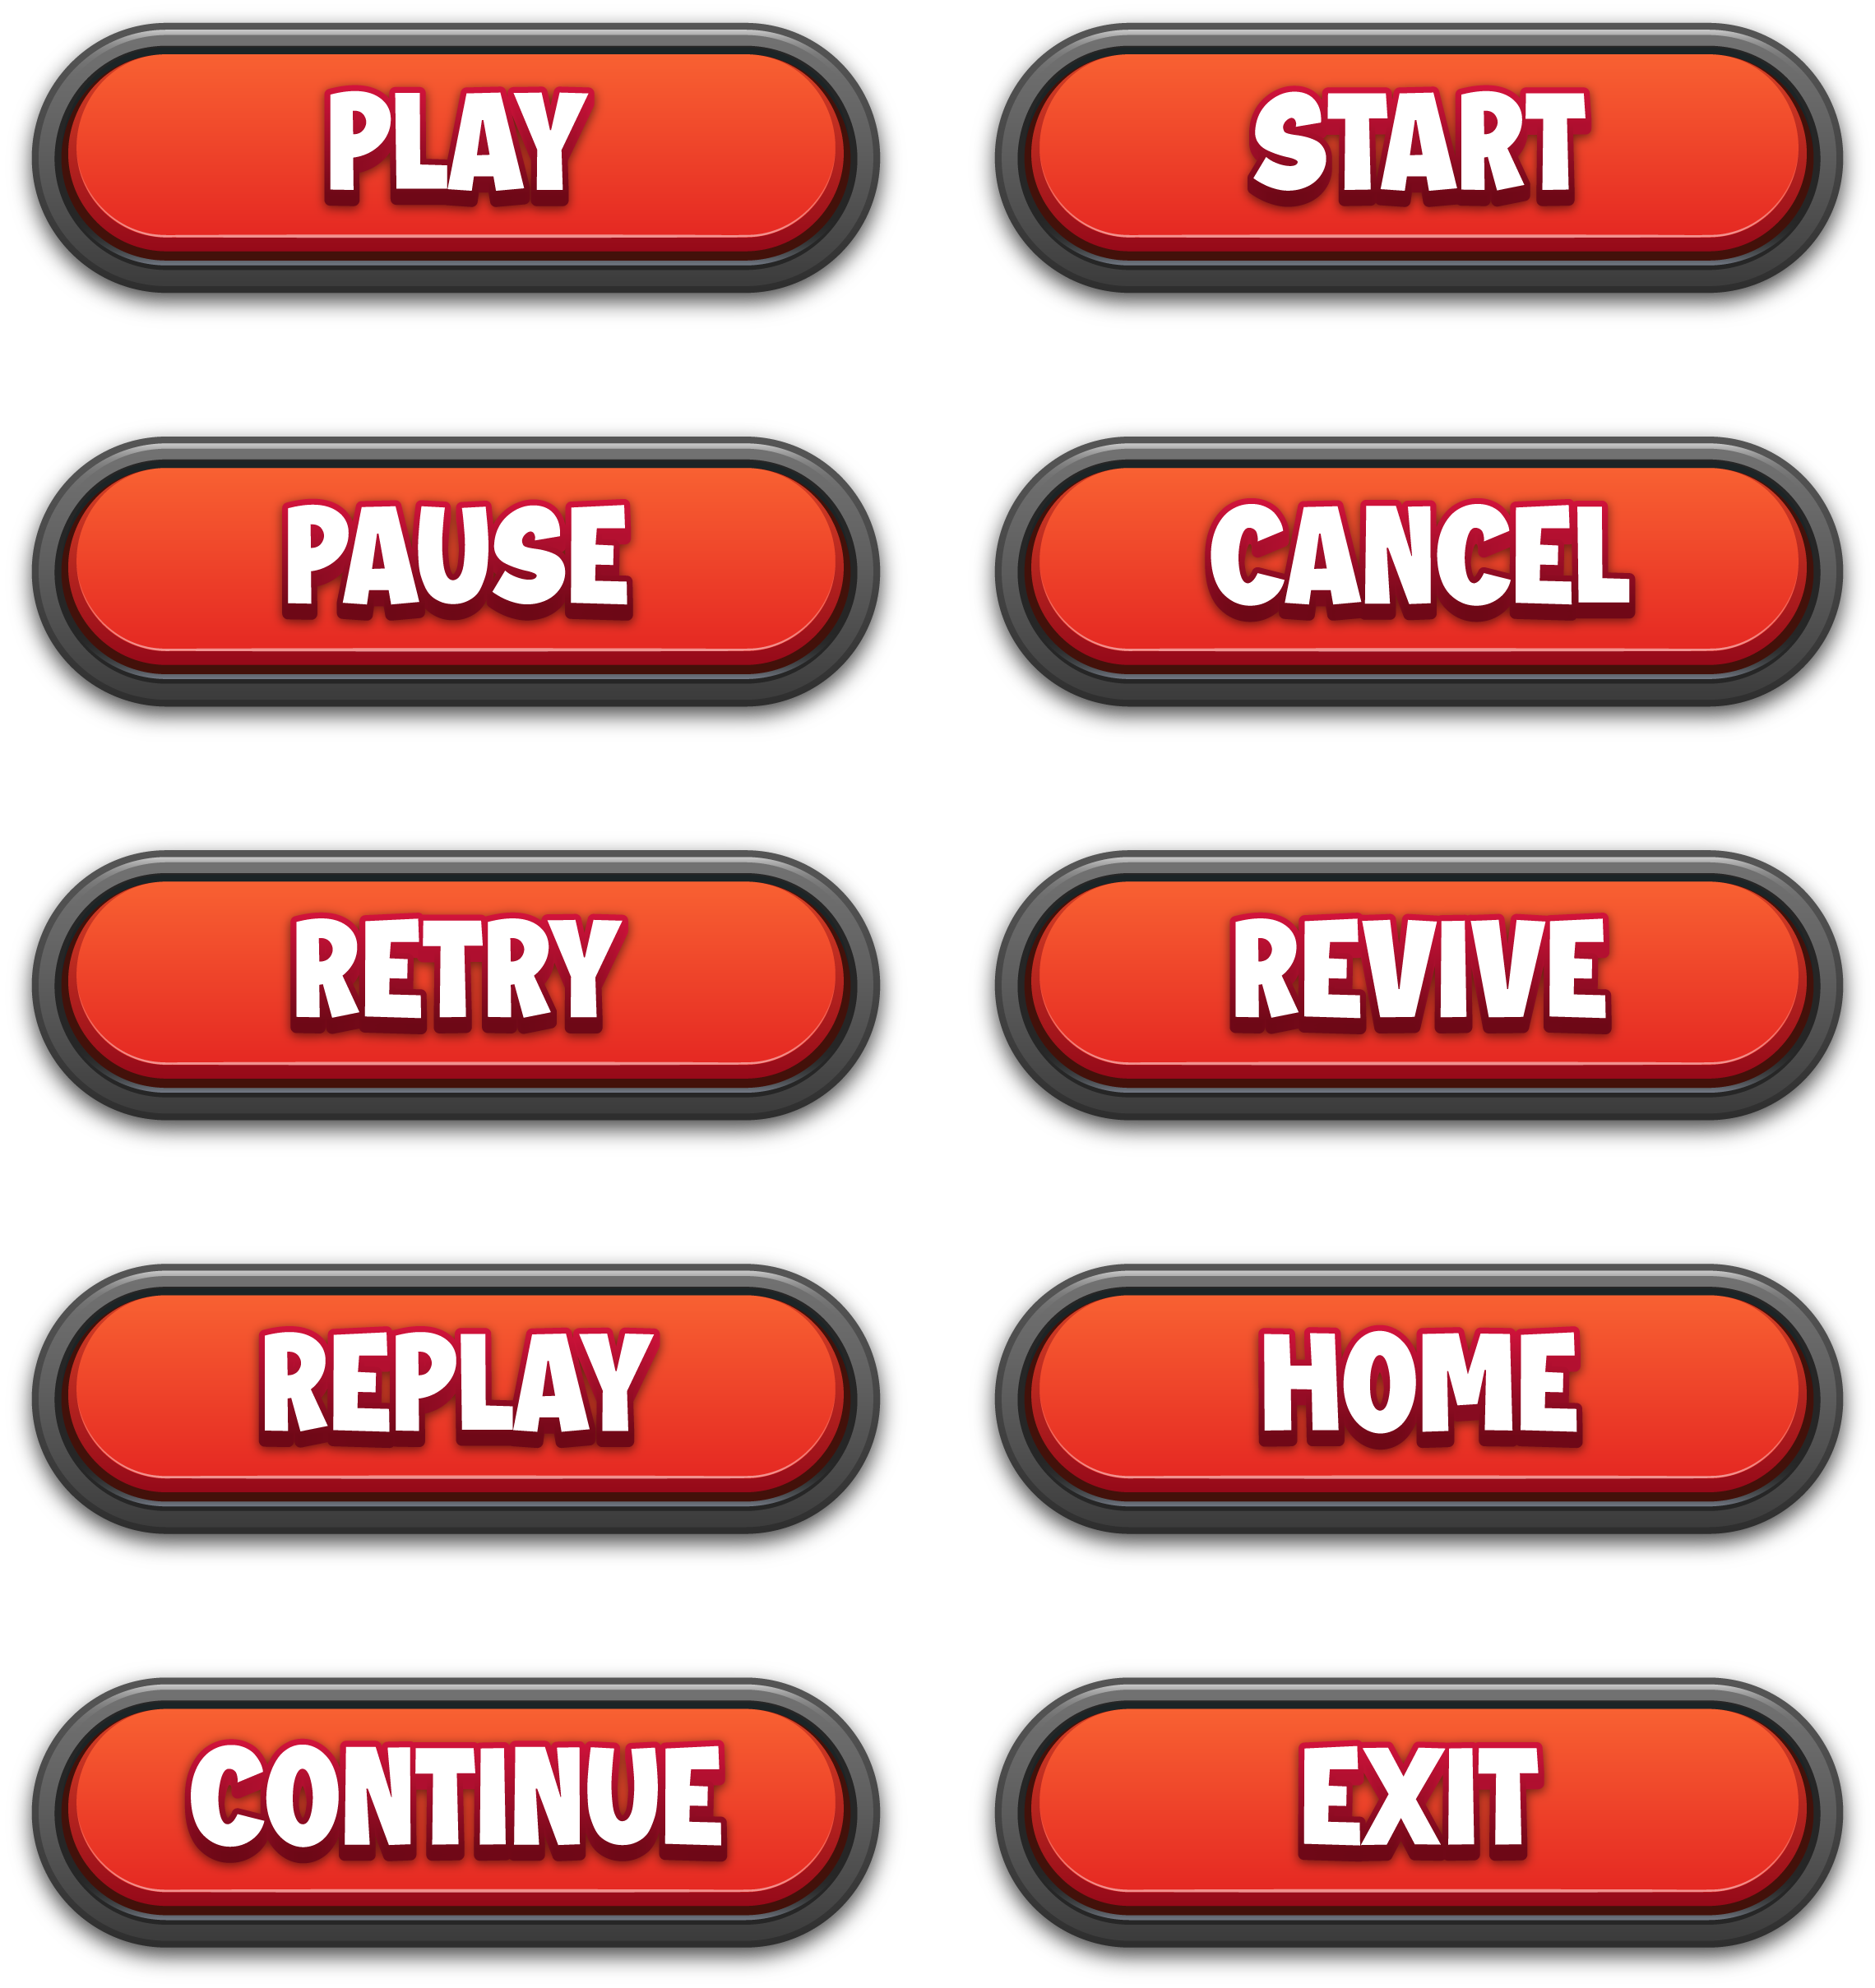 PLAY
START
PAUSE
CANCEL
RETRY
REVIVE
REPLAY
HOME
CONTINUE
EXIT